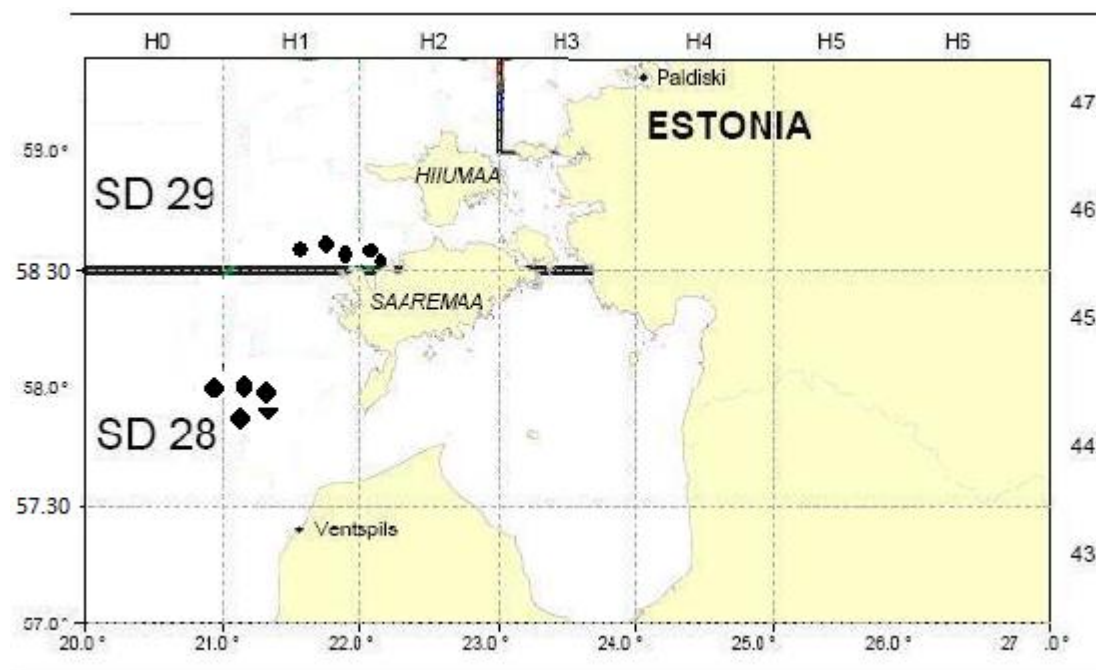 H0 H1 H2 H3 H4 H5 H6
Paldiski
47
ESTONIA
59.0°
HIIUMAA
SD 29
46
58.30
SAAREMAA
45
58.0°
SD 28
44
57.30
Ventspils
43
57.0°
20.0° 21.0° 22.0° 23.0° 24.0° 25.0° 26.0° 27 .0°